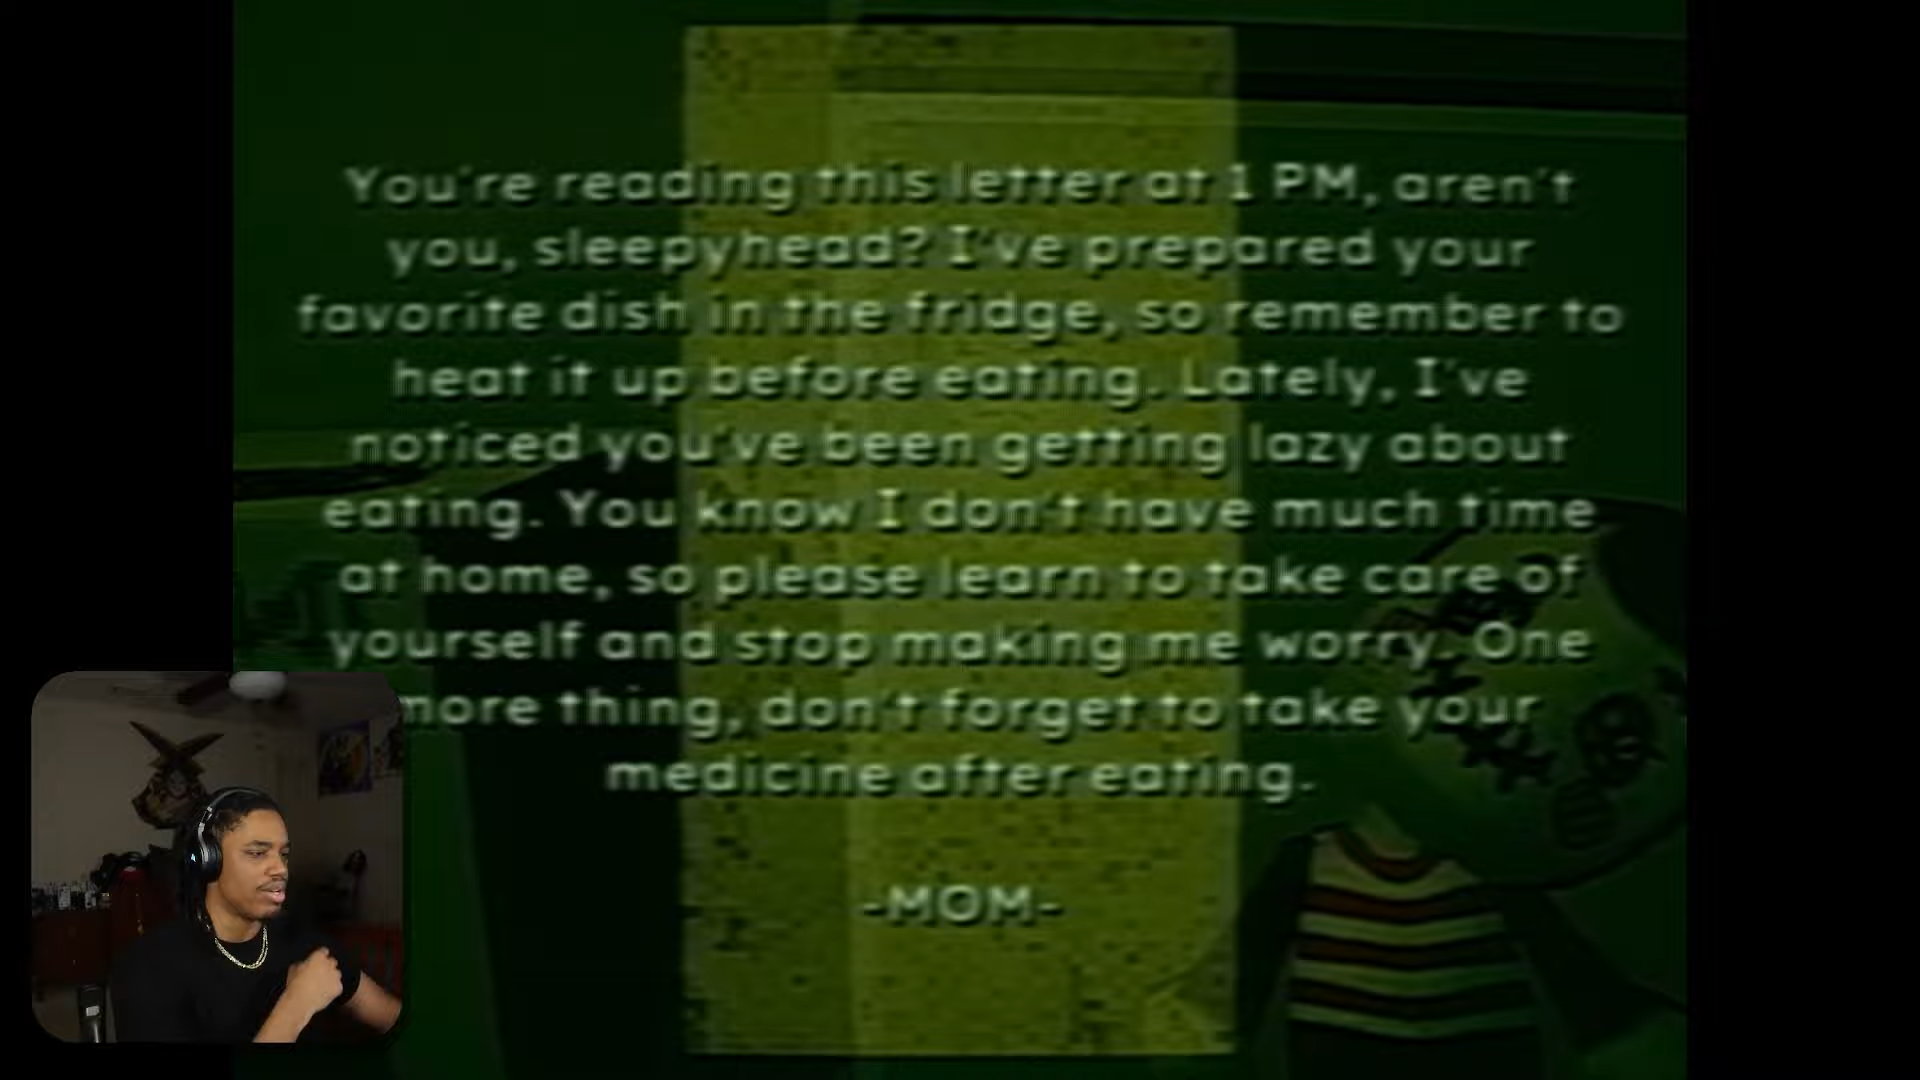 You're reading this letter at 1 PM, aren't
you, sleepyhead? I've prepared your
favorite dish in the fridge, so remember to
heat it up before eating. Lately, I've
noticed you've been getting lazy about
eating. You know I don't have much time
at home, so please learn to take care of
yourself and stop making me worry. One
more thing, don't forget to take your
medicine after eating.
-MOM-